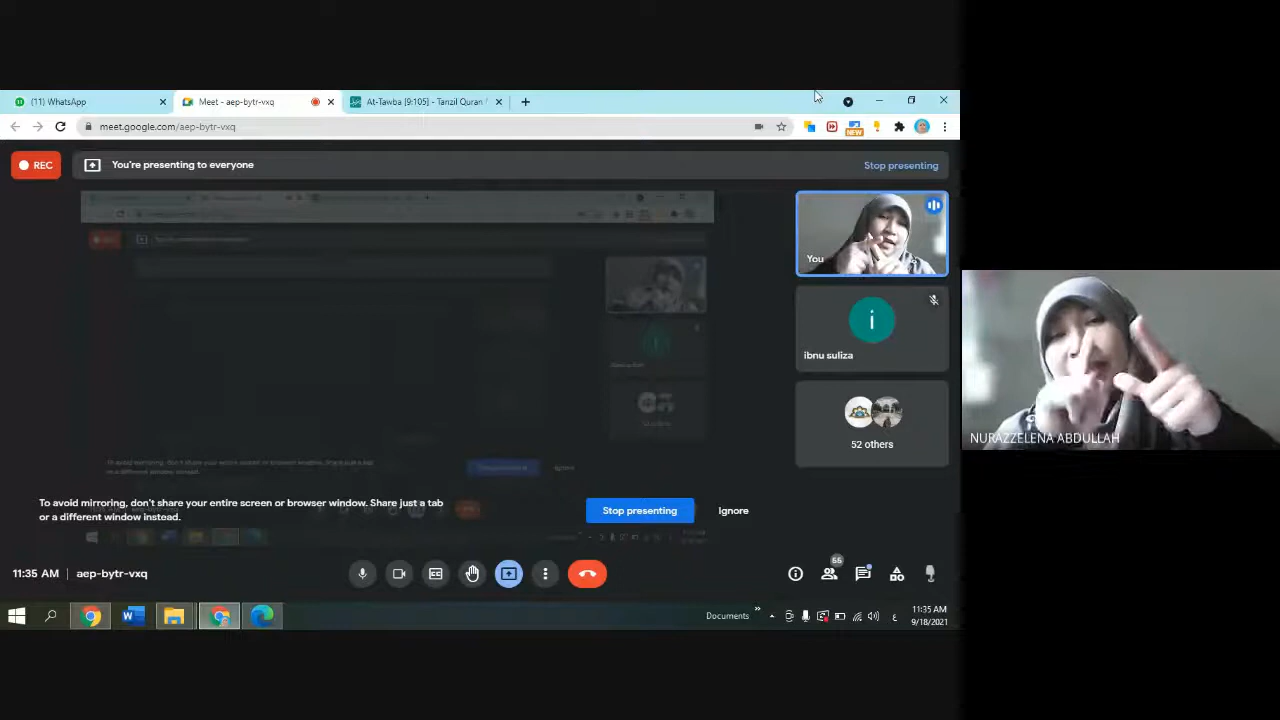 (11) WhatsApp
Meet - aep-bytr-vxq
At-Tawba [9:105] - Tanzil Quran
meet.google.com/aep-bytr-vxq
NEW
REC
You're presenting to everyone
Stop presenting
You
i
ibnu suliza
52 others
NURAZZELENA ABDULLAH
To avoid mirroring, don't share your entire screen or browser window. Share just a tab
or a different window instead.
Stop presenting
Ignore
11:35 AM | aep-bytr-vxq
CC
55
Documents
ع
11:35 AM
9/18/2021